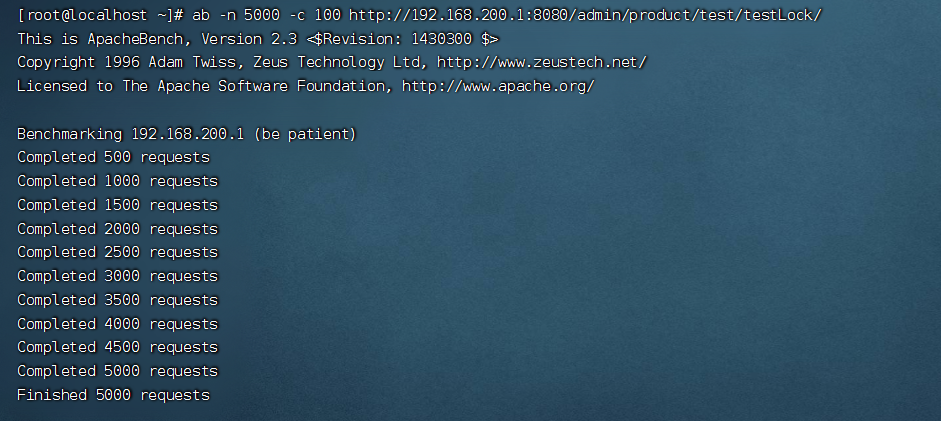 [root@localhost ~]# ab -n 5000 -c 100 http://192.168.200.1:8080/admin/product/test/testLock/
This is ApacheBench, Version 2.3 <$Revision: 1430300 $>
Copyright 1996 Adam Twiss, Zeus Technology Ltd, http://www.zeustech.net/
Licensed to The Apache Software Foundation, http://www.apache.org/

Benchmarking 192.168.200.1 (be patient)
Completed 500 requests
Completed 1000 requests
Completed 1500 requests
Completed 2000 requests
Completed 2500 requests
Completed 3000 requests
Completed 3500 requests
Completed 4000 requests
Completed 4500 requests
Completed 5000 requests
Finished 5000 requests